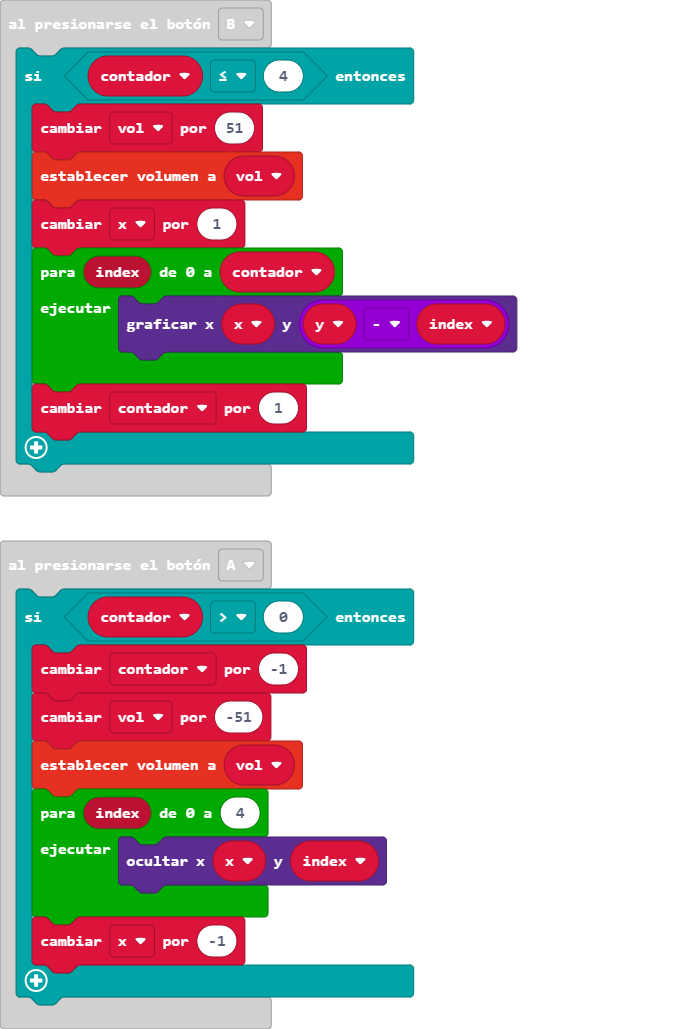 al presionarse el botón B
si contador ≤ 4 entonces
cambiar vol por 51
establecer volumen a vol
cambiar x por 1
para index de 0 a contador
ejecutar
graficar x x y y - index
cambiar contador por 1
al presionarse el botón A
si contador > 0 entonces
cambiar contador por -1
cambiar vol por -51
establecer volumen a vol
para index de 0 a 4
ejecutar
ocultar x x y index
cambiar x por -1